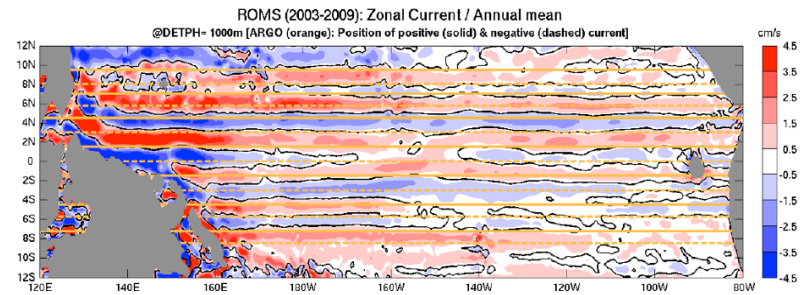 ROMS (2003-2009): Zonal Current / Annual mean
@DETPH= 1000m [ARGO (orange): Position of positive (solid) & negative (dashed) current]
cm/s
12N
10N
8N
6N
4N
2N
0
2S
4S
6S
8S
10S
12S
120E 140E 160E 180 160W 140W 120W 100W 80W
4.5
3.5
2.5
1.5
0.5
-0.5
-1.5
-2.5
-3.5
-4.5